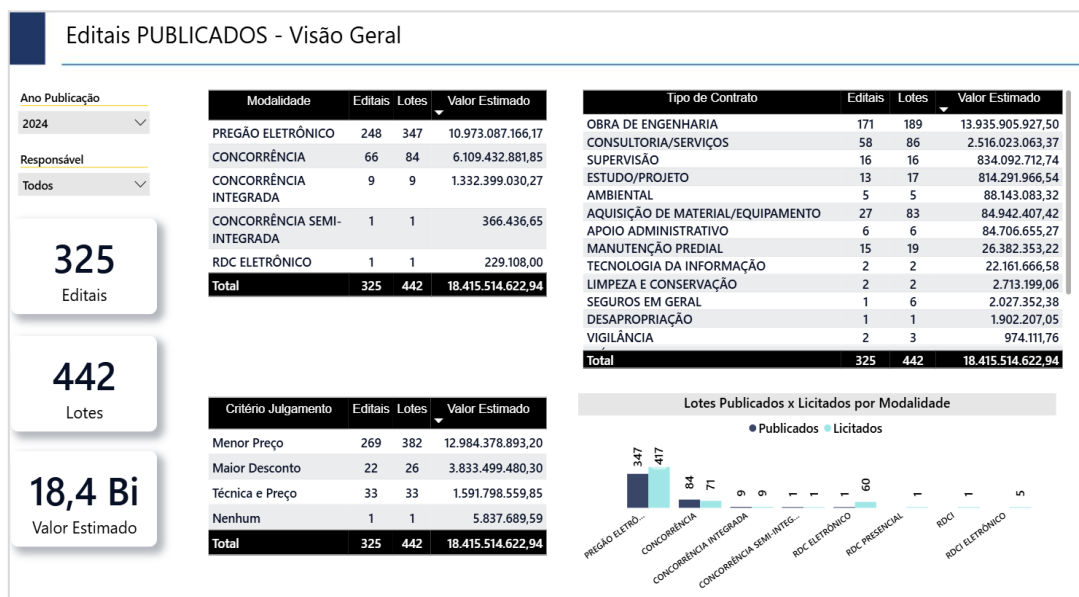 Editais PUBLICADOS - Visão Geral
Ano Publicação
2024
Responsável
Todos
325
Editais
442
Lotes
18,4 Bi
Valor Estimado
Modalidade Editais Lotes Valor Estimado
PREGÃO ELETRÔNICO 248 347 10.973.087.166,17
CONCORRÊNCIA 66 84 6.109.432.881,85
CONCORRÊNCIA 9 9 1.332.399.030,27
INTEGRADA
CONCORRÊNCIA SEMI- 1 1 366.436,65
INTEGRADA
RDC ELETRÔNICO 1 1 229.108,00
Total 325 442 18.415.514.622,94
Critério Julgamento Editais Lotes Valor Estimado
Menor Preço 269 382 12.984.378.893,20
Maior Desconto 22 26 3.833.499.480,30
Técnica e Preço 33 33 1.591.798.559,85
Nenhum 1 1 5.837.689,59
Total 325 442 18.415.514.622,94
Tipo de Contrato Editais Lotes Valor Estimado
OBRA DE ENGENHARIA 171 189 13.935.905.927,50
CONSULTORIA/SERVIÇOS 58 86 2.516.023.063,37
SUPERVISÃO 16 16 834.092.712,74
ESTUDO/PROJETO 13 17 814.291.966,54
AMBIENTAL 5 5 88.143.083,32
AQUISIÇÃO DE MATERIAL/EQUIPAMENTO 27 83 84.942.407,42
APOIO ADMINISTRATIVO 6 6 84.706.655,27
MANUTENÇÃO PREDIAL 15 19 26.382.353,22
TECNOLOGIA DA INFORMAÇÃO 2 2 22.161.666,58
LIMPEZA E CONSERVAÇÃO 2 2 2.713.199,06
SEGUROS EM GERAL 1 6 2.027.352,38
DESAPROPRIAÇÃO 1 1 1.902.207,05
VIGILÂNCIA 2 3 974.111,76
Total 325 442 18.415.514.622,94
Lotes Publicados x Licitados por Modalidade
Publicados Licitados
347 417 84 71 9 9 1 1 1 60 1 1 5
PREGÃO ELETRÔ...
CONCORRÊNCIA
CONCORRÊNCIA INTEGRADA
CONCORRÊNCIA SEMI-INTEG...
RDC ELETRÔNICO
RDC PRESENCIAL
RDCI
RDCI ELETRÔNICO